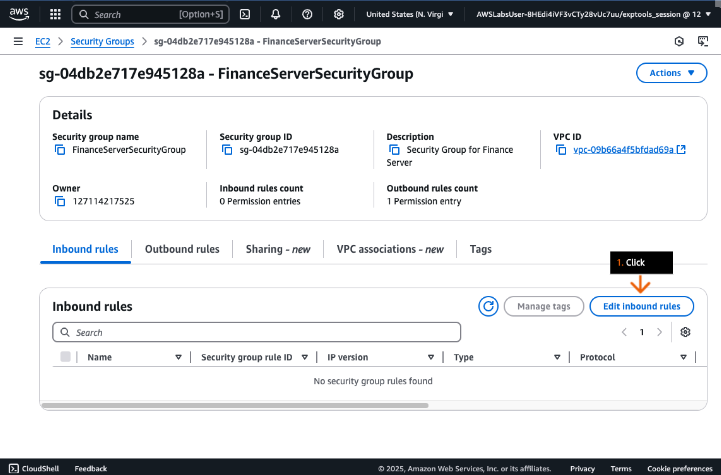 aws
Search [Option+S]
United States (N. Virgi
AWSLabsUser-8HEdi4iVF3vCTy28vUc7uu/exptools_session @ 12
EC2 > Security Groups > sg-04db2e717e945128a - FinanceServerSecurityGroup
sg-04db2e717e945128a - FinanceServerSecurityGroup
Actions
Details
Security group name
FinanceServerSecurityGroup
Security group ID
sg-04db2e717e945128a
Description
Security Group for Finance
Server
VPC ID
vpc-09b66a4f5bfdad69a
Owner
127114217525
Inbound rules count
0 Permission entries
Outbound rules count
1 Permission entry
Inbound rules
Outbound rules
Sharing - new
VPC associations - new
Tags
1. Click
Inbound rules
Manage tags
Edit inbound rules
Search
1
Name
Security group rule ID
IP version
Type
Protocol
No security group rules found
CloudShell
Feedback
© 2025, Amazon Web Services, Inc. or its affiliates.
Privacy
Terms
Cookie preferences